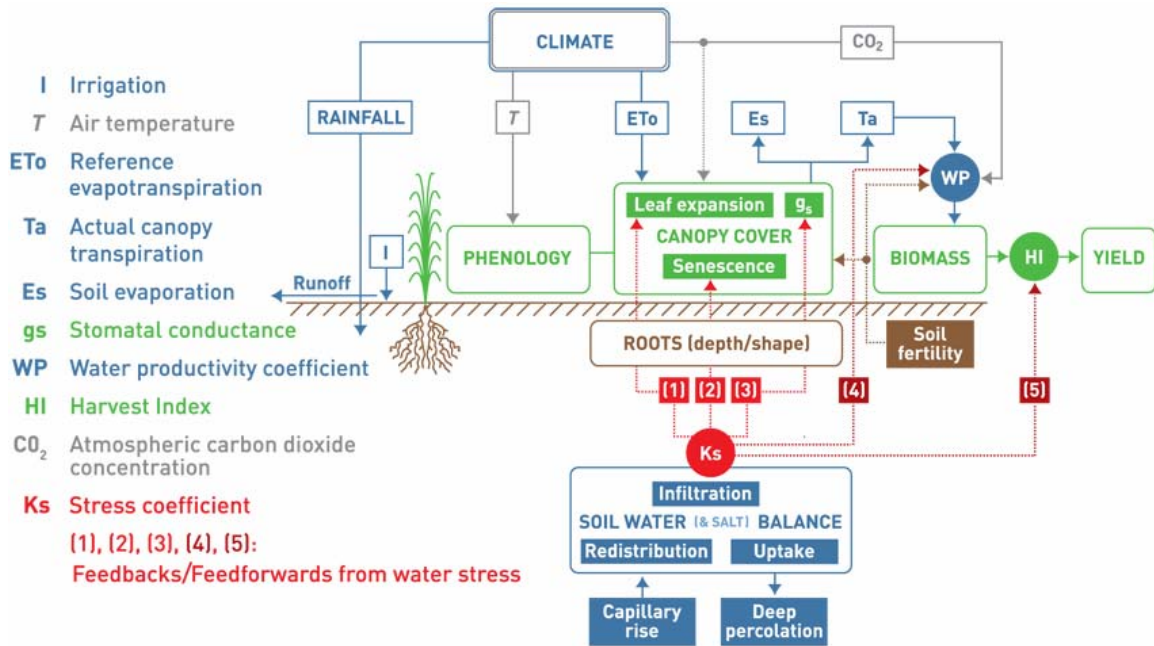 I Irrigation
T Air temperature
ETo Reference
evapotranspiration
Ta Actual canopy
transpiration
Es Soil evaporation
gs Stomatal conductance
WP Water productivity coefficient
HI Harvest Index
CO₂ Atmospheric carbon dioxide
concentration
Ks Stress coefficient
(1), (2), (3), (4), (5):
Feedbacks/Feedforwards from water stress
CLIMATE
CO₂
RAINFALL
T
ETo
Es
Ta
WP
Leaf expansion
gs
CANOPY COVER
Senescence
PHENOLOGY
I
Runoff
BIOMASS
HI
YIELD
ROOTS (depth/shape)
Soil
fertility
(1)
(2)
(3)
(4)
(5)
Ks
Infiltration
SOIL WATER (& SALT) BALANCE
Redistribution
Uptake
Capillary
rise
Deep
percolation